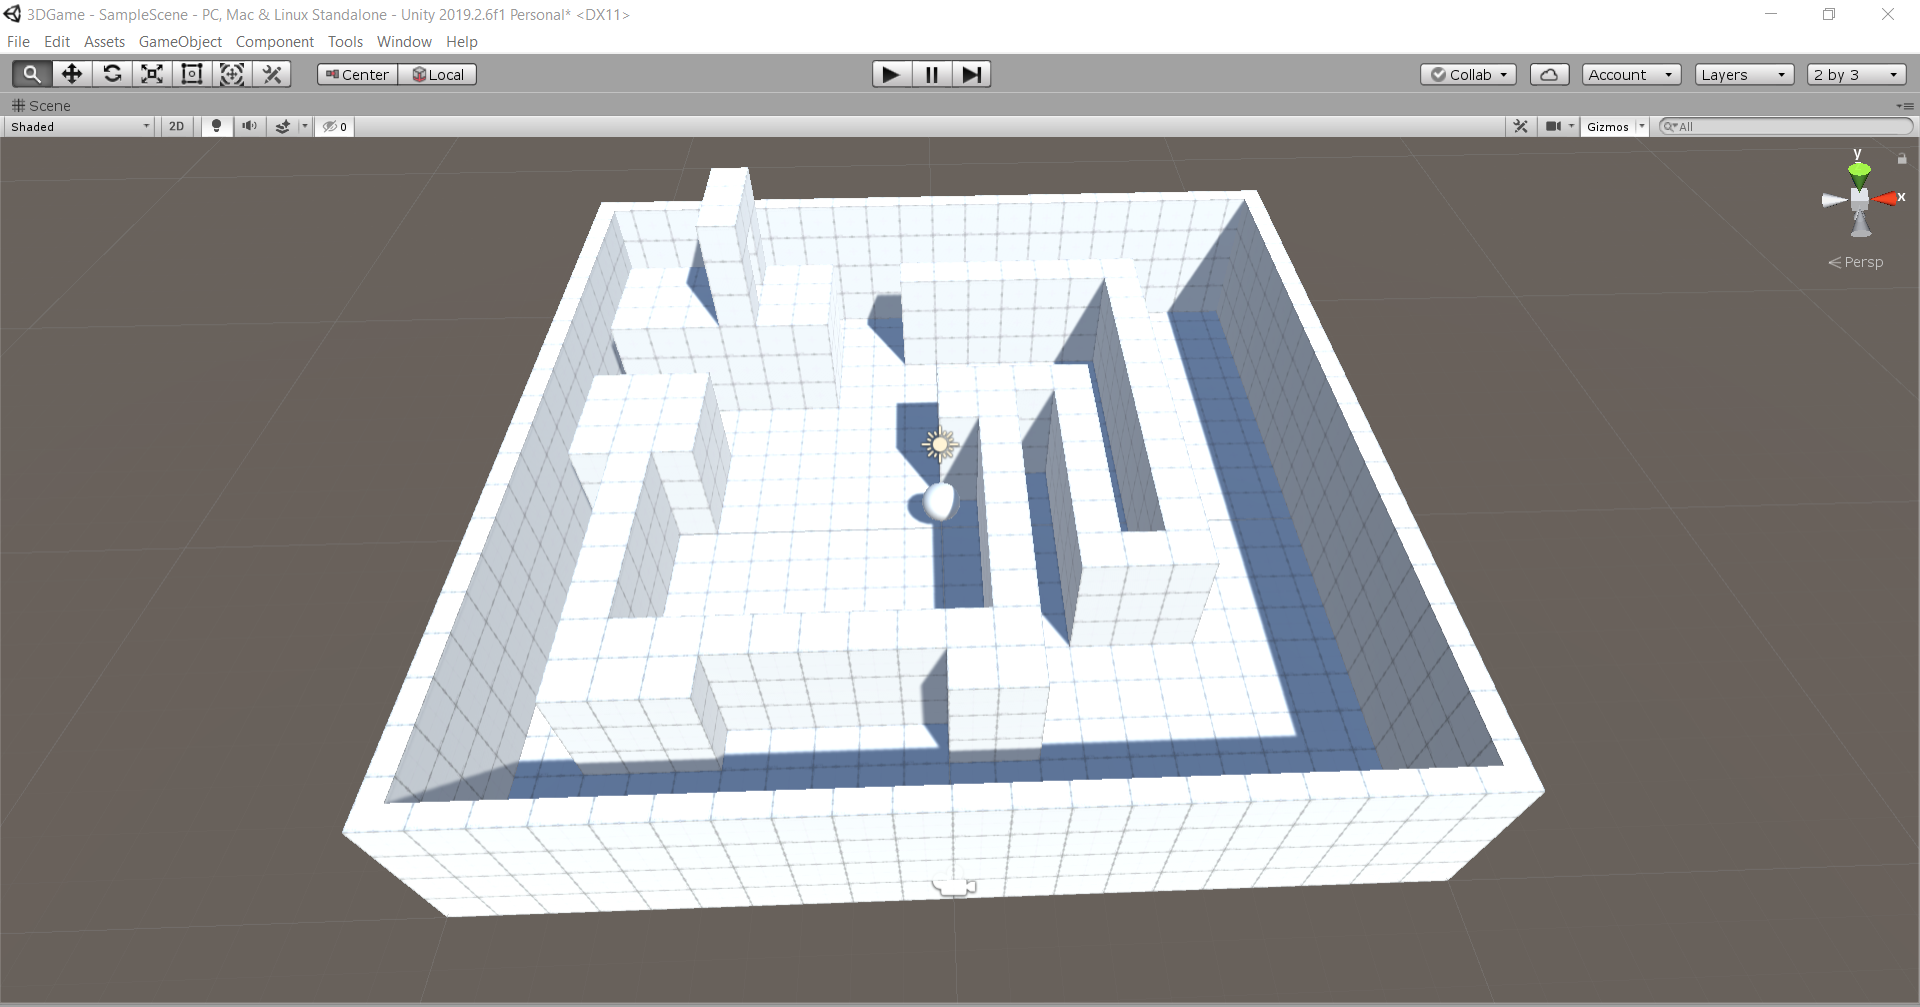 3DGame - SampleScene - PC, Mac & Linux Standalone - Unity 2019.2.6f1 Personal* <DX11>
File Edit Assets GameObject Component Tools Window Help
Center Local Collab Account Layers 2 by 3
Scene
Shaded 2D 0 Gizmos All
y
x
Persp